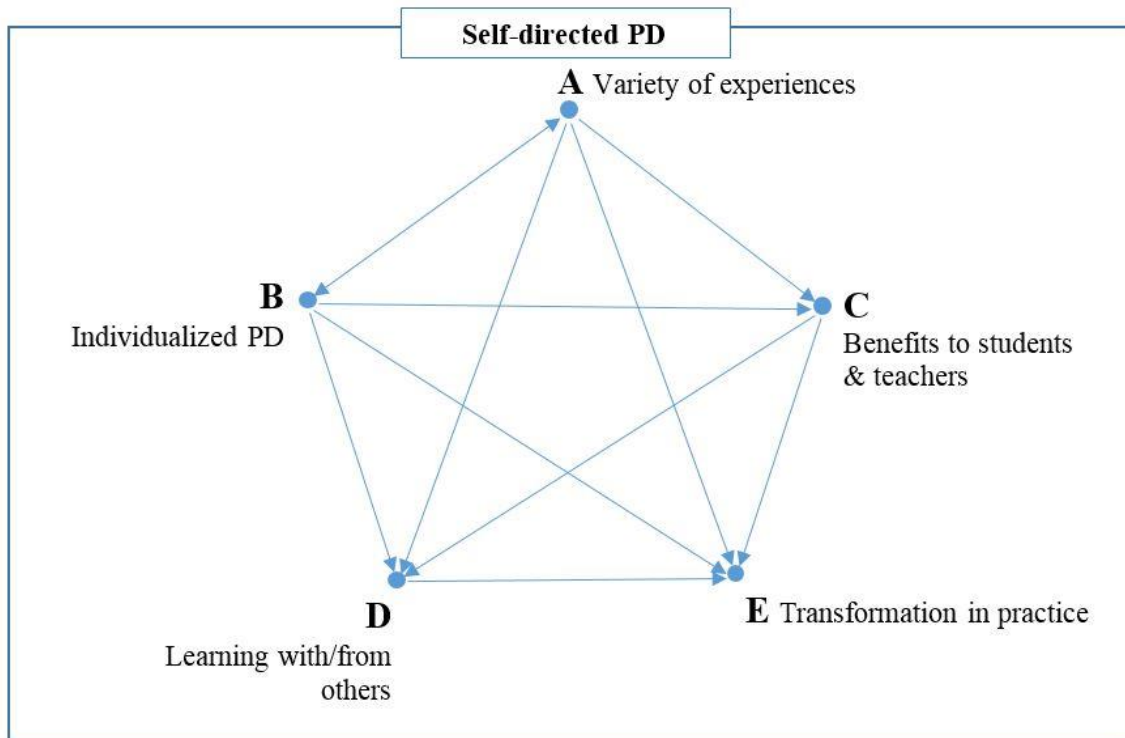 Self-directed PD
A Variety of experiences
B
Individualized PD
C
Benefits to students
& teachers
D
Learning with/from
others
E Transformation in practice